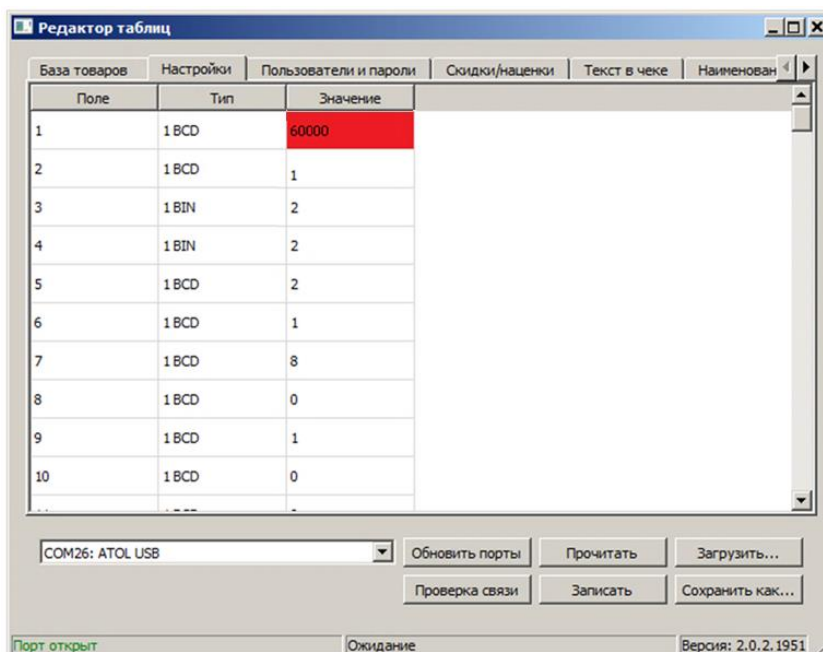 Редактор таблиц
База товаров Настройки Пользователи и пароли Скидки/наценки Текст в чеке Наименован
Поле Тип Значение
1 1 BCD 60000
2 1 BCD 1
3 1 BIN 2
4 1 BIN 2
5 1 BCD 2
6 1 BCD 1
7 1 BCD 8
8 1 BCD 0
9 1 BCD 1
10 1 BCD 0
COM26: ATOL USB Обновить порты Прочитать Загрузить...
Проверка связи Записать Сохранить как...
Порт открыт Ожидание Версия: 2.0.2.1951